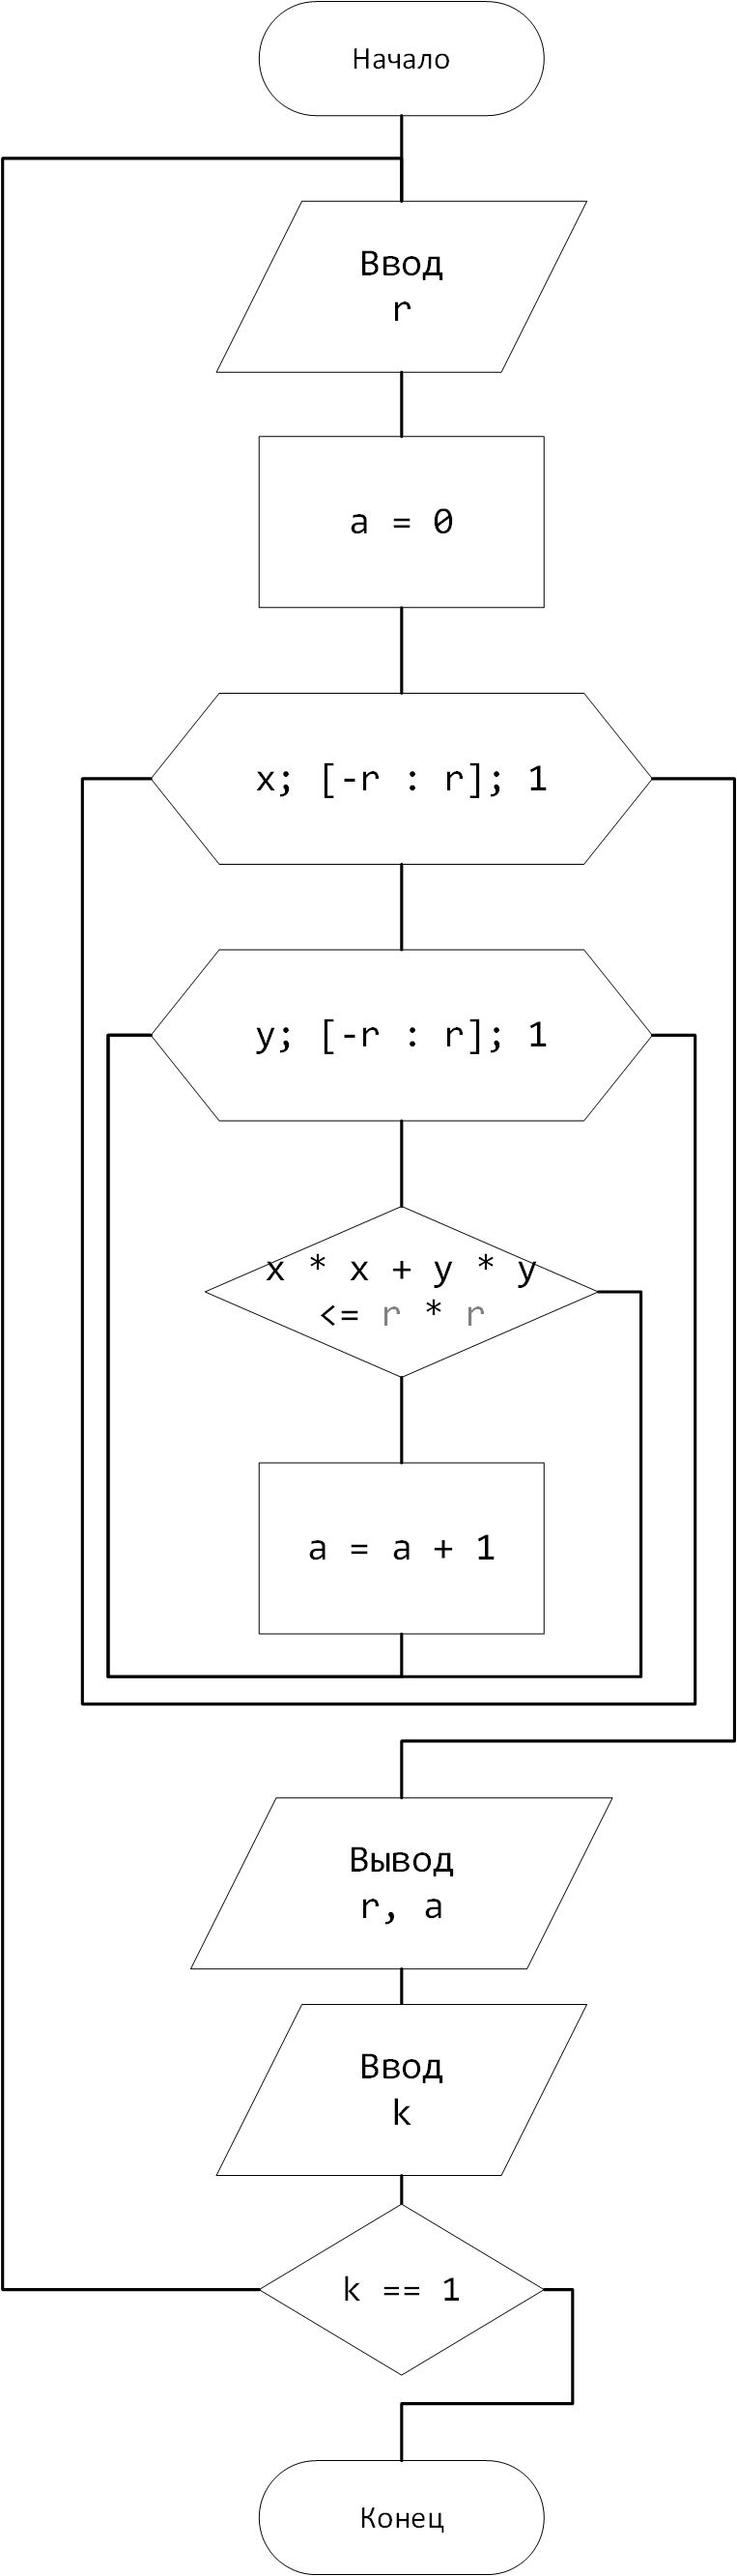 Начало
Ввод
r
a = 0
x; [-r : r]; 1
y; [-r : r]; 1
x * x + y * y
<= r * r
a = a + 1
Вывод
r, a
Ввод
k
k == 1
Конец